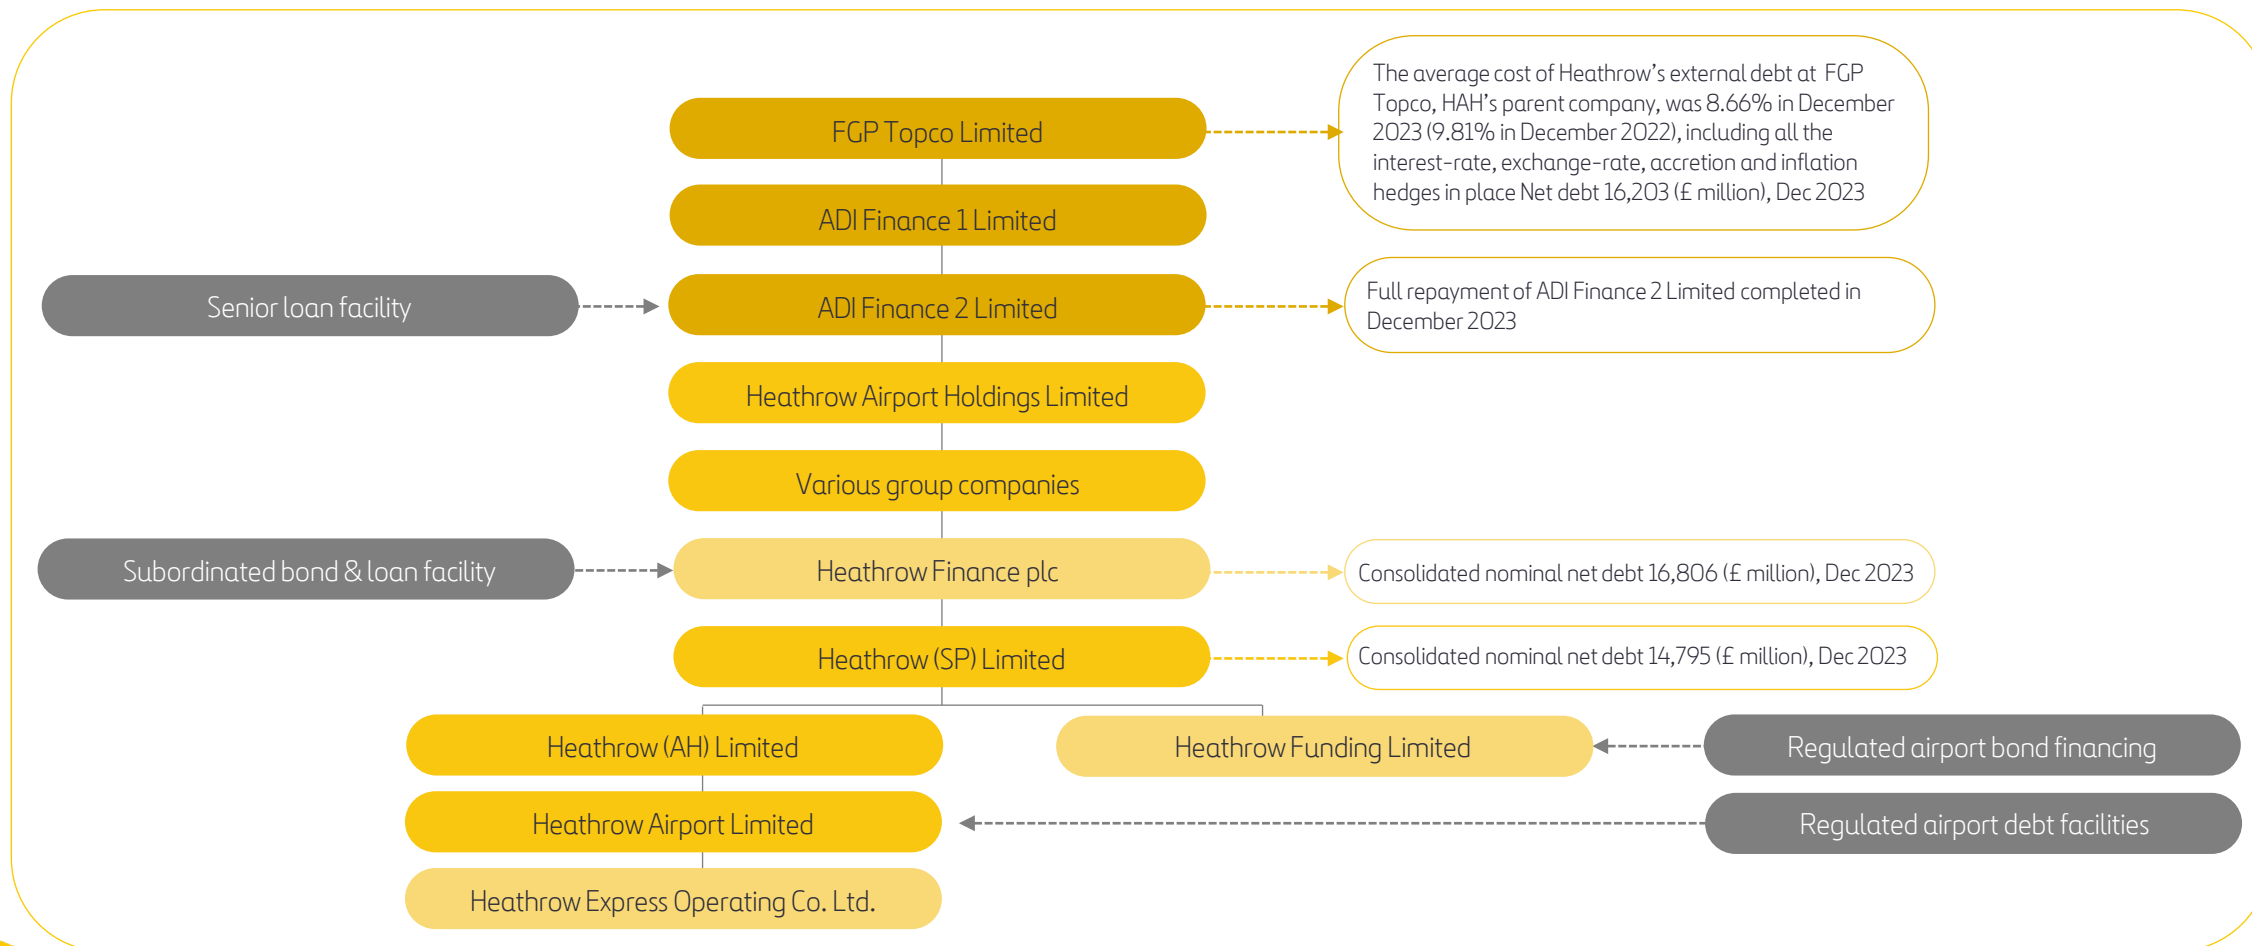 The average cost of Heathrow's external debt at FGP
Topco, HAH's parent company, was 8.66% in December
2023 (9.81% in December 2022), including all the
interest-rate, exchange-rate, accretion and inflation
hedges in place Net debt 16,203 (£ million), Dec 2023
FGP Topco Limited
ADI Finance 1 Limited
Senior loan facility
ADI Finance 2 Limited
Full repayment of ADI Finance 2 Limited completed in
December 2023
Heathrow Airport Holdings Limited
Various group companies
Subordinated bond & loan facility
Heathrow Finance plc
Consolidated nominal net debt 16,806 (£ million), Dec 2023
Heathrow (SP) Limited
Consolidated nominal net debt 14,795 (£ million), Dec 2023
Heathrow (AH) Limited
Heathrow Funding Limited
Regulated airport bond financing
Heathrow Airport Limited
Regulated airport debt facilities
Heathrow Express Operating Co. Ltd.